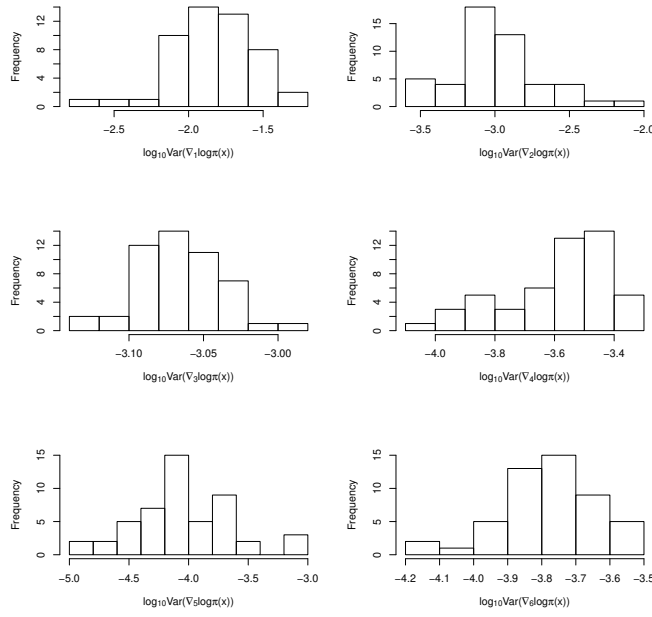 Frequency
0 4 8 12
−2.5 −2.0 −1.5
log₁₀Var(∇₁logπ(x))
Frequency
0 5 10 15
−3.5 −3.0 −2.5 −2.0
log₁₀Var(∇₂logπ(x))
Frequency
0 4 8 12
−3.10 −3.05 −3.00
log₁₀Var(∇₃logπ(x))
Frequency
0 4 8 12
−4.0 −3.8 −3.6 −3.4
log₁₀Var(∇₄logπ(x))
Frequency
0 5 10 15
−5.0 −4.5 −4.0 −3.5 −3.0
log₁₀Var(∇₅logπ(x))
Frequency
0 5 10 15
−4.2 −4.1 −4.0 −3.9 −3.8 −3.7 −3.6 −3.5
log₁₀Var(∇₆logπ(x))